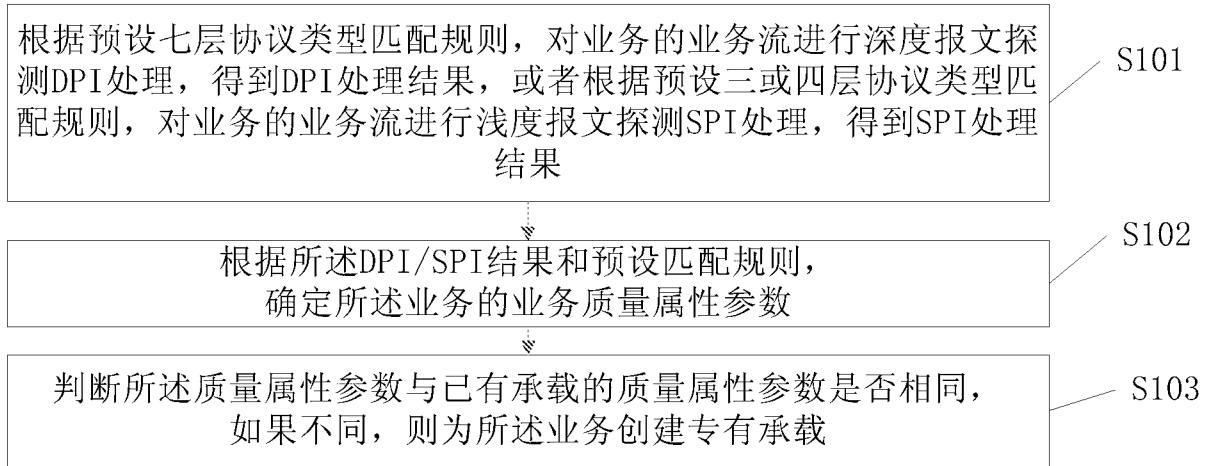 根据预设七层协议类型匹配规则，对业务的业务流进行深度报文探
测DPI处理，得到DPI处理结果，或者根据预设三或四层协议类型匹
配规则，对业务的业务流进行浅度报文探测SPI处理，得到SPI处理
结果
S101
根据所述DPI/SPI结果和预设匹配规则，
确定所述业务的业务质量属性参数
S102
判断所述质量属性参数与已有承载的质量属性参数是否相同，
如果不同，则为所述业务创建专有承载
S103